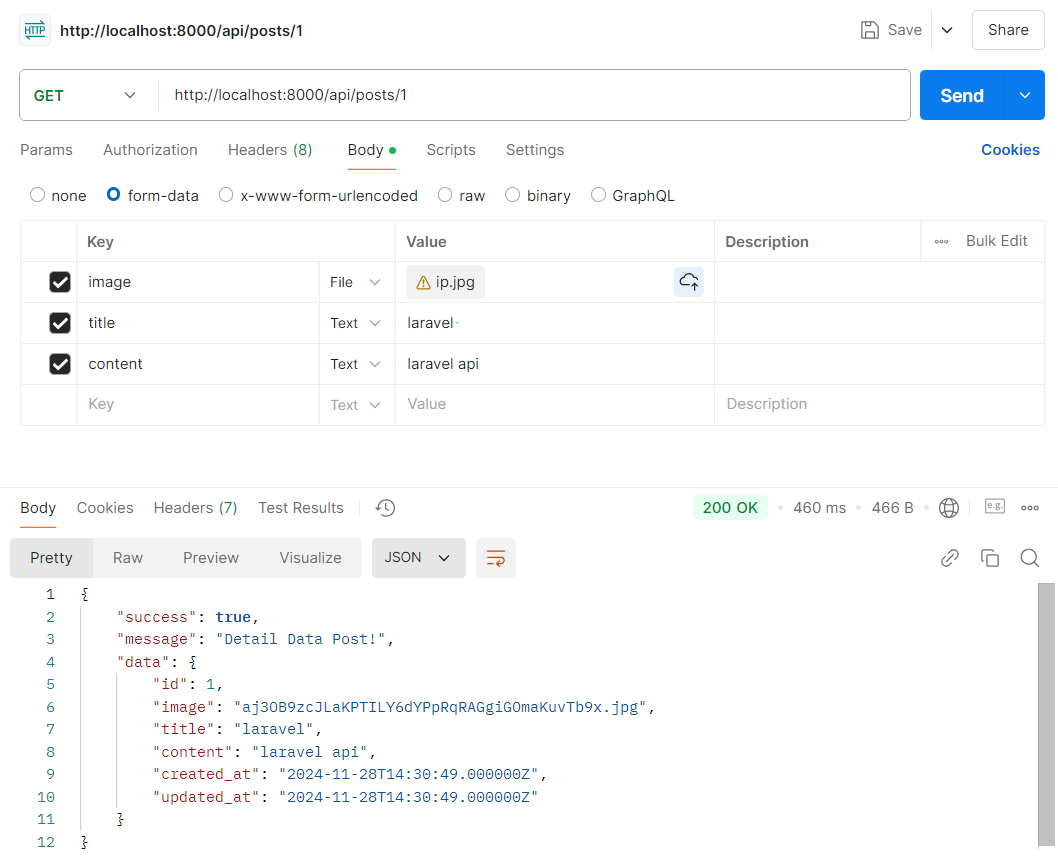 HTTP http://localhost:8000/api/posts/1 Save Share
GET http://localhost:8000/api/posts/1 Send
Params Authorization Headers (8) Body Scripts Settings Cookies
none form-data x-www-form-urlencoded raw binary GraphQL
Key Value Description Bulk Edit
image File ip.jpg
title Text laravel
content Text laravel api
Key Text Value Description
Body Cookies Headers (7) Test Results 200 OK 460 ms 466 B e.g.
Pretty Raw Preview Visualize JSON
1 {
2 "success": true,
3 "message": "Detail Data Post!",
4 "data": {
5 "id": 1,
6 "image": "aj3OB9zcJLaKPTILY6dYPpRqRAGgiGOmaKuvTb9x.jpg",
7 "title": "laravel",
8 "content": "laravel api",
9 "created_at": "2024-11-28T14:30:49.000000Z",
10 "updated_at": "2024-11-28T14:30:49.000000Z"
11 }
12 }